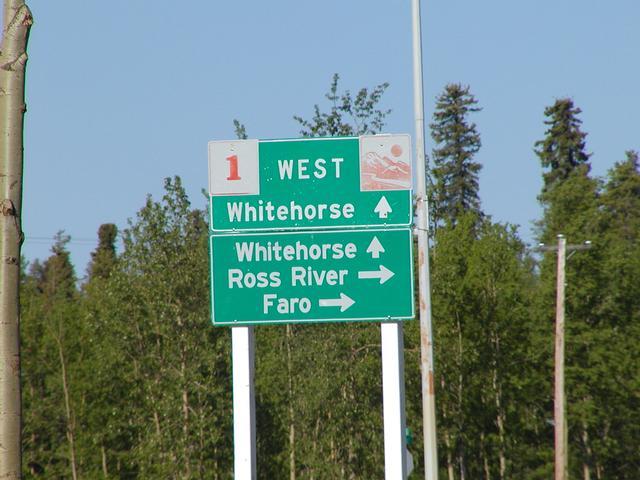 1 WEST
Whitehorse
Whitehorse
Ross River
Faro